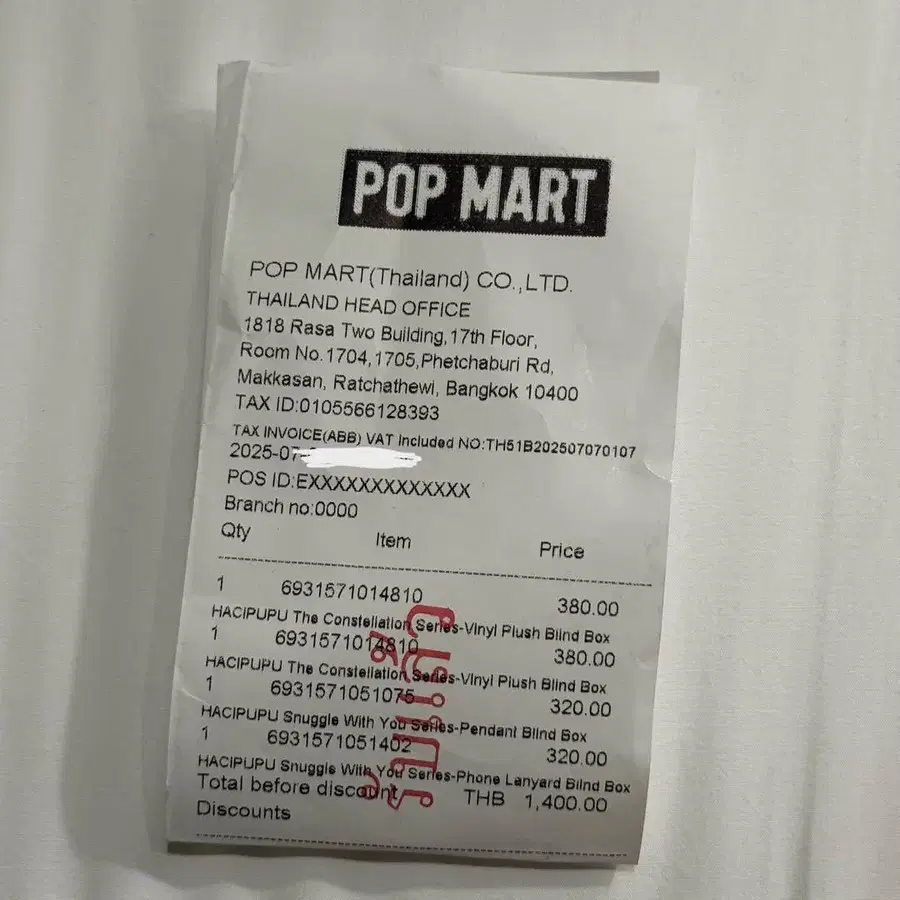 POP MART
POP MART(Thailand) CO.,LTD.
THAILAND HEAD OFFICE
1818 Rasa Two Building,17th Floor,
Room No.1704,1705,Phetchaburi Rd,
Makkasan, Ratchathewi, Bangkok 10400
TAX ID:0105566128393
TAX INVOICE(ABB) VAT Included NO:TH51B202507070107
2025-07-
POS ID:EXXXXXXXXXXXXX
Branch no:0000
Qty Item Price
1 6931571014810 380.00
HACIPUPU The Constellation Series-Vinyl Plush Blind Box
1 6931571014810 380.00
HACIPUPU The Constellation Series-Vinyl Plush Blind Box
1 6931571051075 320.00
HACIPUPU Snuggle With You Series-Pendant Blind Box
1 6931571051402 320.00
HACIPUPU Snuggle With You Series-Phone Lanyard Blind Box
Total before discount THB 1,400.00
Discounts